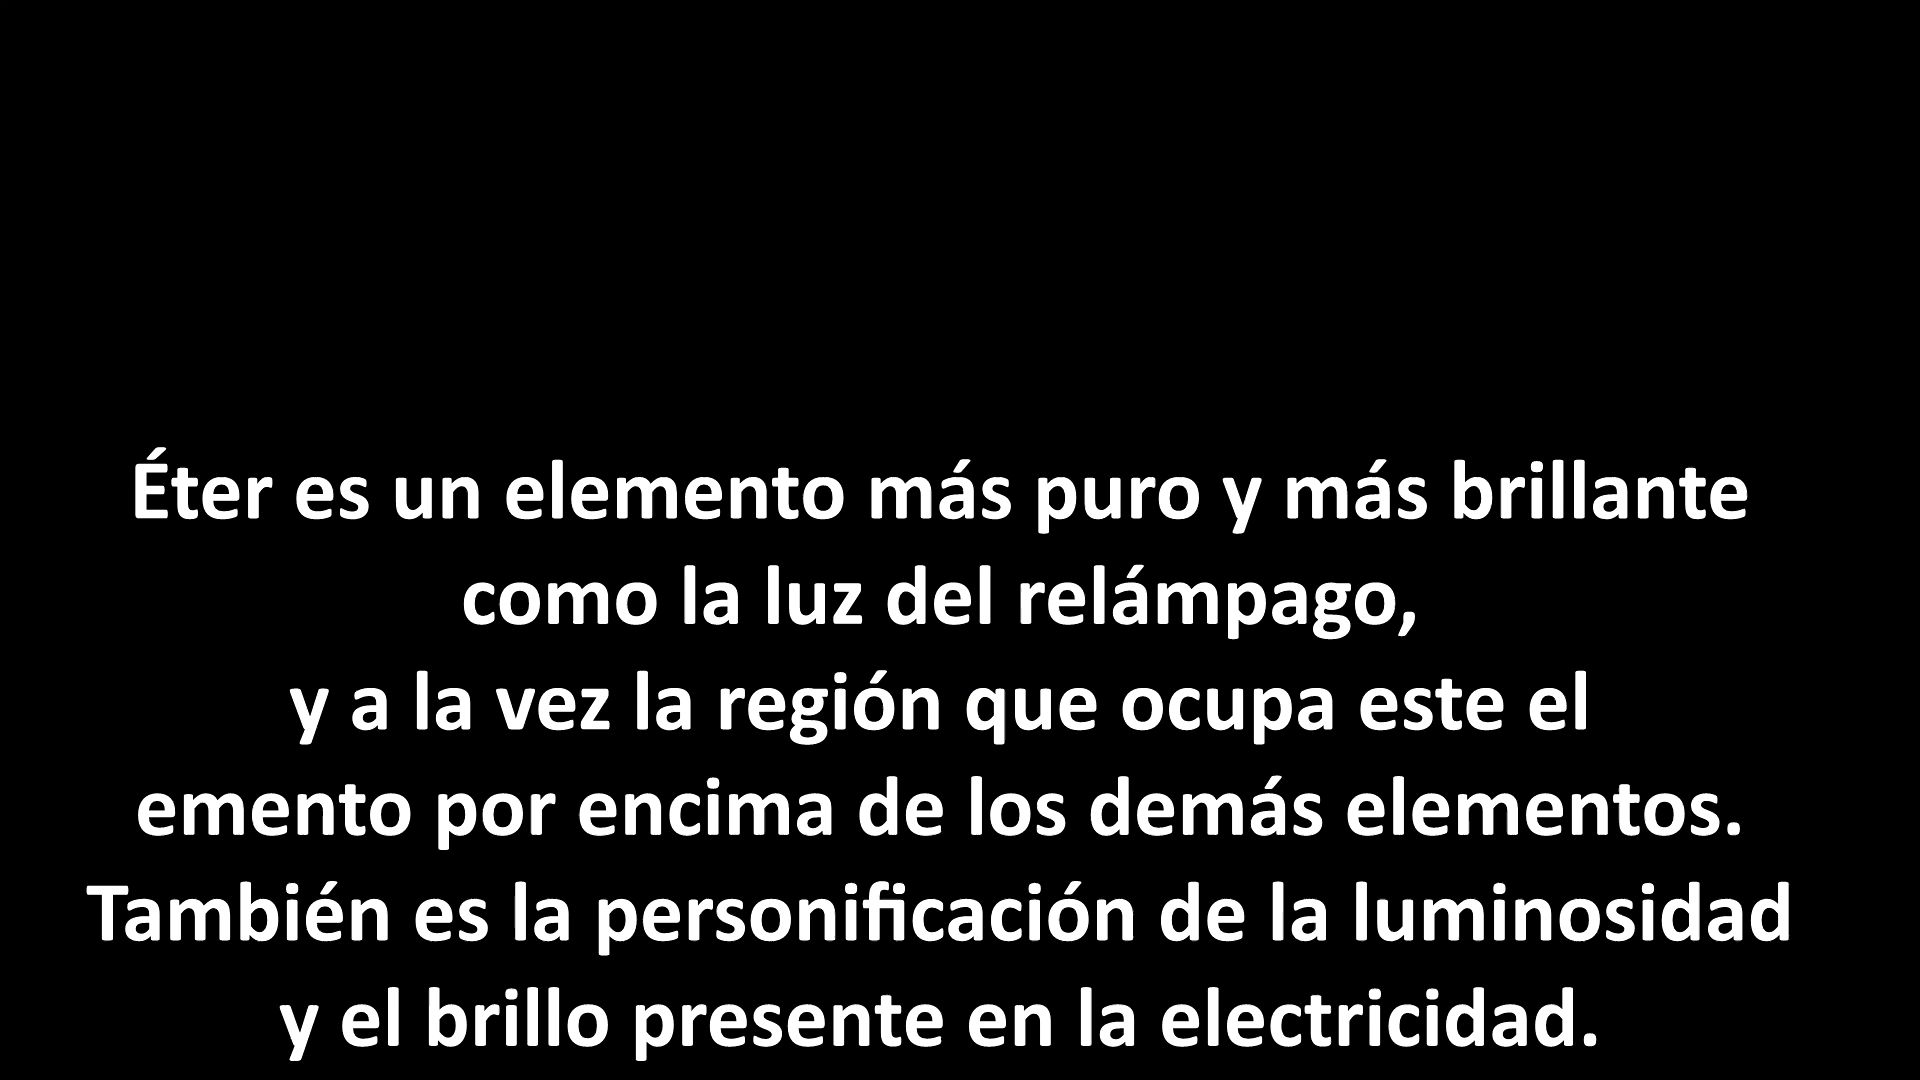 Éter es un elemento más puro y más brillante
como la luz del relámpago,
y a la vez la región que ocupa este el
emento por encima de los demás elementos.
También es la personificación de la luminosidad
y el brillo presente en la electricidad.